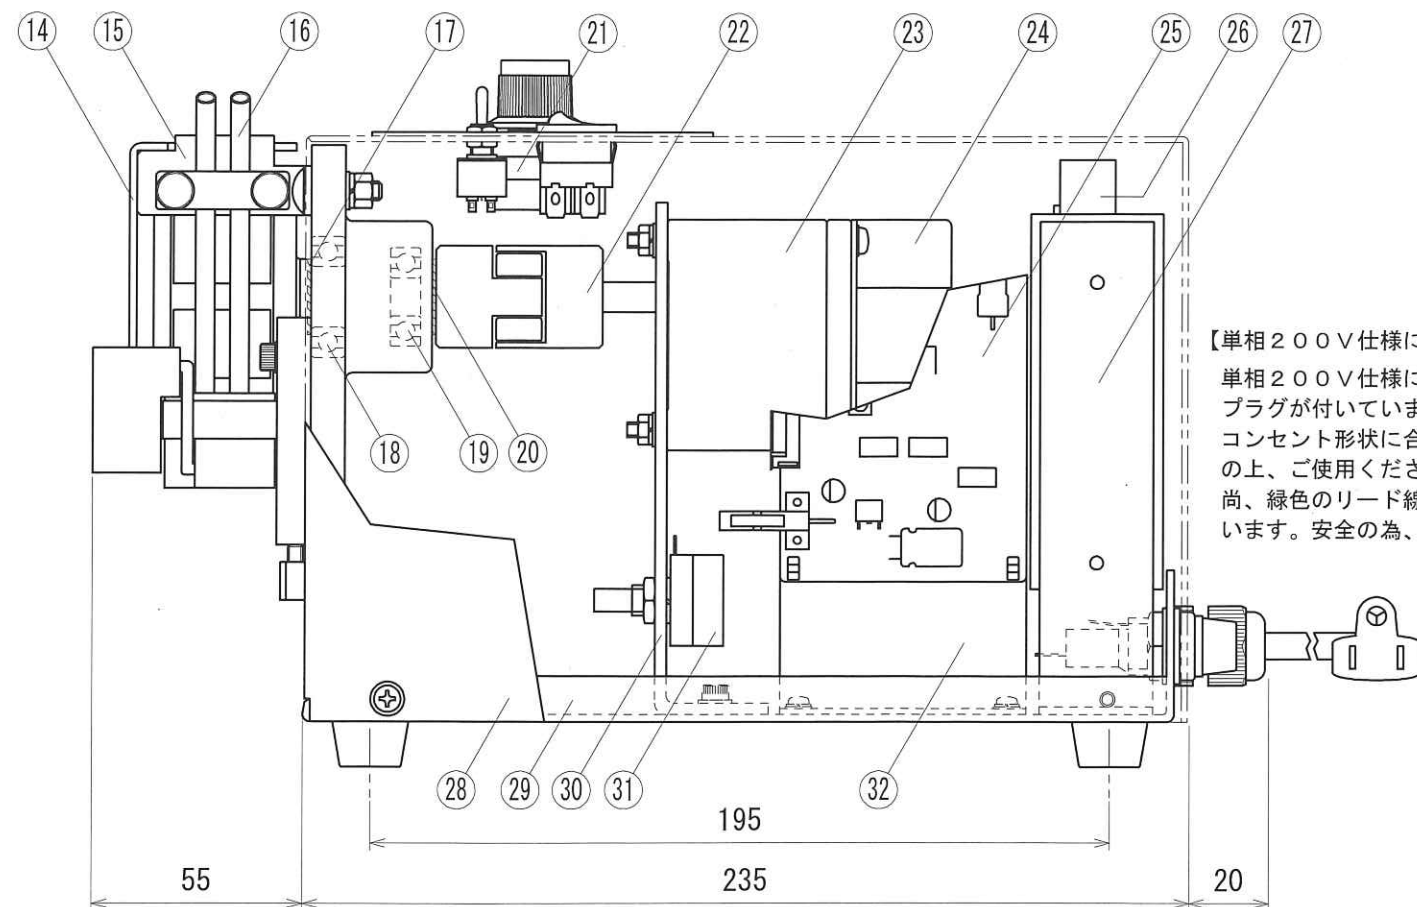 14 15 16 17 21 22 23 24 25 26 27
【単相200V仕様に
単相200V仕様に
プラグが付いていま
コンセント形状に合
の上、ご使用くださ
尚、緑色のリード線
います。安全の為、
18 19 20
28 29 30 31 32
195
55 235 20